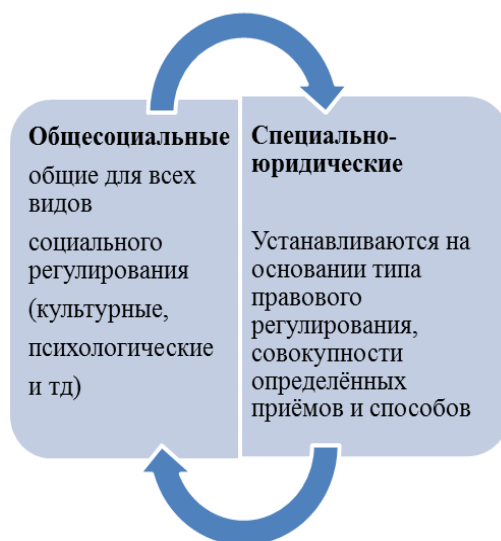 Общесоциальные
общие для всех
видов
социального
регулирования
(культурные,
психологические
и тд)
Специально-
юридические
Устанавливаются на
основании типа
правового
регулирования,
совокупности
определённых
приёмов и способов